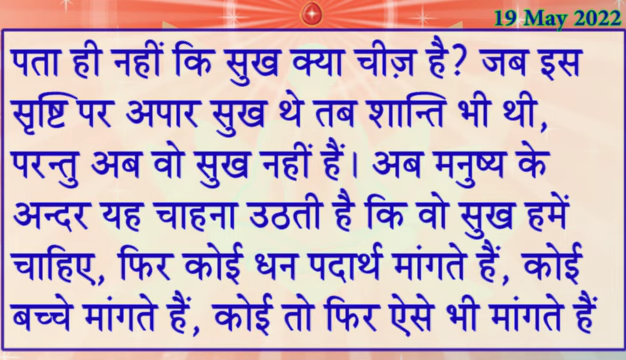 19 May 2022
पता ही नहीं कि सुख क्या चीज़ है? जब इस
सृष्टि पर अपार सुख थे तब शान्ति भी थी,
परन्तु अब वो सुख नहीं हैं। अब मनुष्य के
अन्दर यह चाहना उठती है कि वो सुख हमें
चाहिए, फिर कोई धन पदार्थ मांगते हैं, कोई
बच्चे मांगते हैं, कोई तो फिर ऐसे भी मांगते हैं